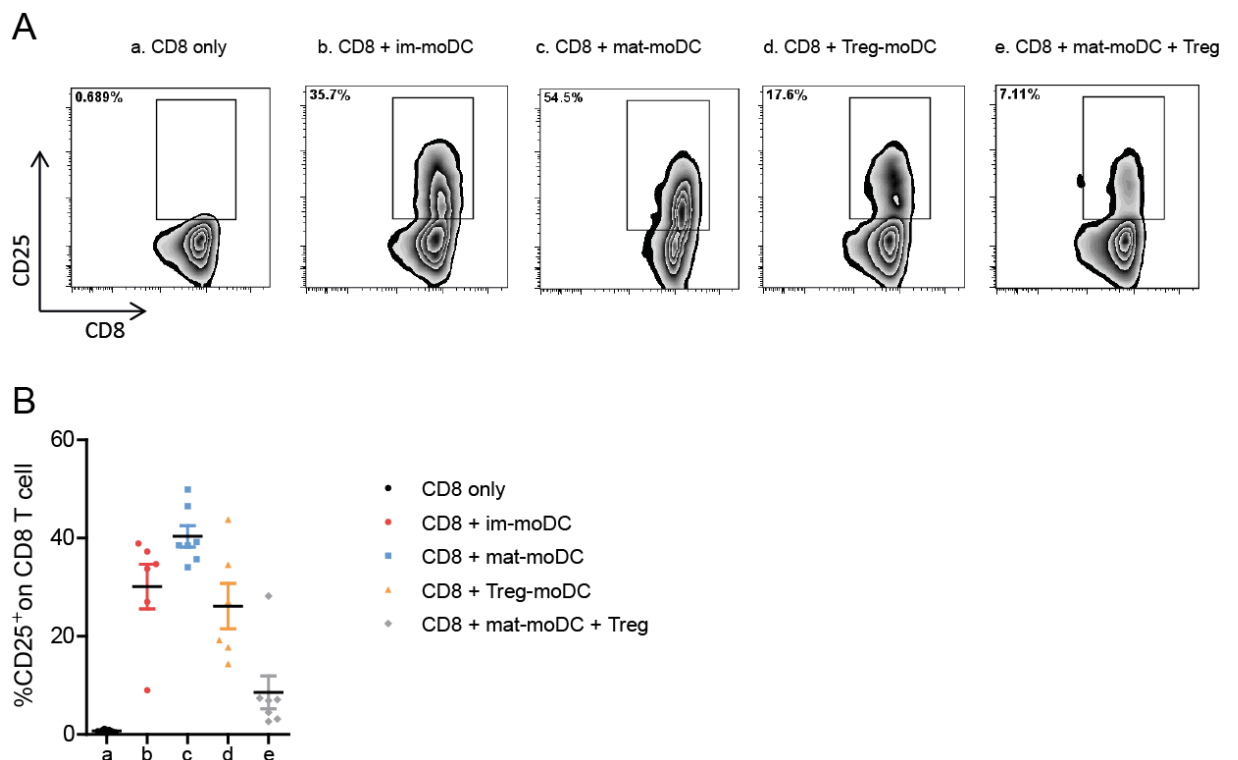 A
a. CD8 only
b. CD8 + im-moDC
c. CD8 + mat-moDC
d. CD8 + Treg-moDC
e. CD8 + mat-moDC + Treg
0.689%
35.7%
54.5%
17.6%
7.11%
CD25
CD8
B
%CD25+on CD8 T cell
60
40
20
0
a b c d e
CD8 only
CD8 + im-moDC
CD8 + mat-moDC
CD8 + Treg-moDC
CD8 + mat-moDC + Treg